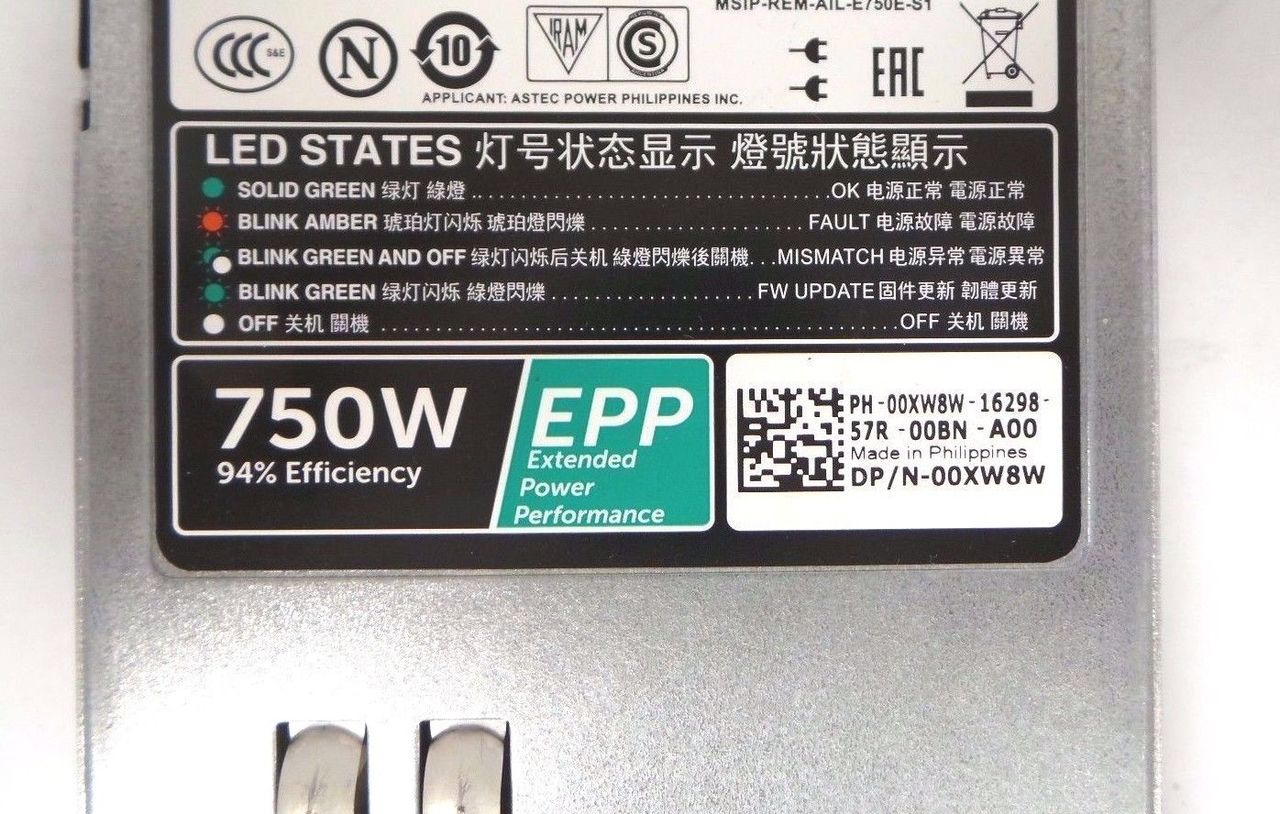 MSIP-REM-AIL-E750E-S1
CCC S&E N 10 IRAM S EAC
APPLICANT: ASTEC POWER PHILIPPINES INC.
LED STATES 灯号状态显示 燈號狀態顯示
SOLID GREEN 绿灯 綠燈 ................................ OK 电源正常 電源正常
BLINK AMBER 琥珀灯闪烁 琥珀燈閃爍 .................... FAULT 电源故障 電源故障
BLINK GREEN AND OFF 绿灯闪烁后关机 綠燈閃爍後關機...MISMATCH 电源异常 電源異常
BLINK GREEN 绿灯闪烁 綠燈閃爍 ................... FW UPDATE 固件更新 韌體更新
OFF 关机 關機 ................................................ OFF 关机 關機
750W
94% Efficiency
EPP
Extended
Power
Performance
PH-00XW8W-16298-
57R-00BN-A00
Made in Philippines
DP/N-00XW8W